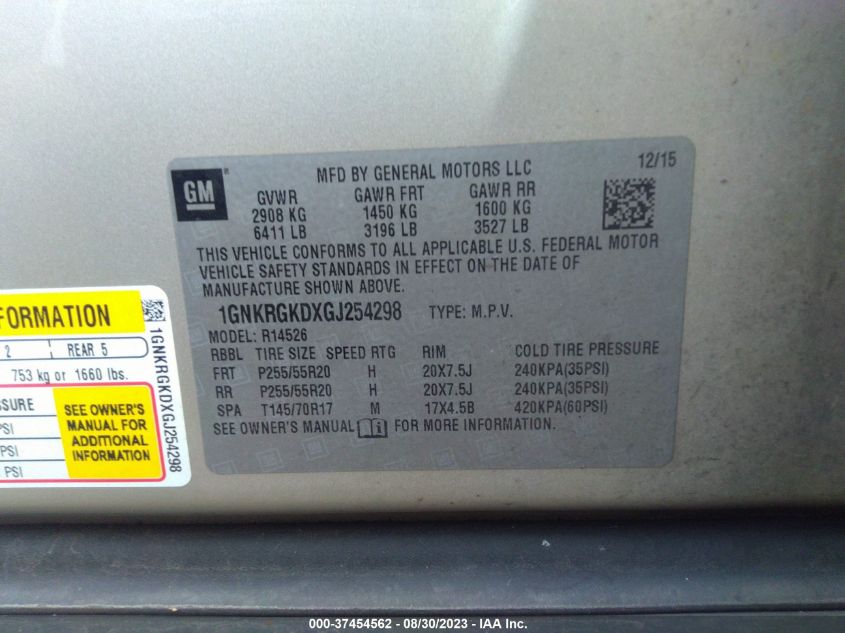 MFD BY GENERAL MOTORS LLC 12/15
GM
GVWR GAWR FRT GAWR RR
2908 KG 1450 KG 1600 KG
6411 LB 3196 LB 3527 LB
THIS VEHICLE CONFORMS TO ALL APPLICABLE U.S. FEDERAL MOTOR
VEHICLE SAFETY STANDARDS IN EFFECT ON THE DATE OF
MANUFACTURE SHOWN ABOVE.
1GNKRGKDXGJ254298 TYPE: M.P.V.
MODEL: R14526
RBBL TIRE SIZE SPEED RTG RIM COLD TIRE PRESSURE
FRT P255/55R20 H 20X7.5J 240KPA(35PSI)
RR P255/55R20 H 20X7.5J 240KPA(35PSI)
SPA T145/70R17 M 17X4.5B 420KPA(60PSI)
SEE OWNER'S MANUAL FOR MORE INFORMATION.
FORMATION
2 REAR 5
753 kg or 1660 lbs.
SSURE
PSI
PSI
PSI
SEE OWNER'S
MANUAL FOR
ADDITIONAL
INFORMATION
1GNKRGKDXGJ254298
000-37454562 - 08/30/2023 - IAA Inc.